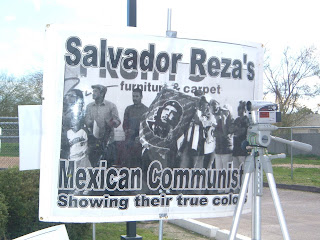 Salvador Reza's
furniture & carpet
Mexican Communist
Showing their true colors